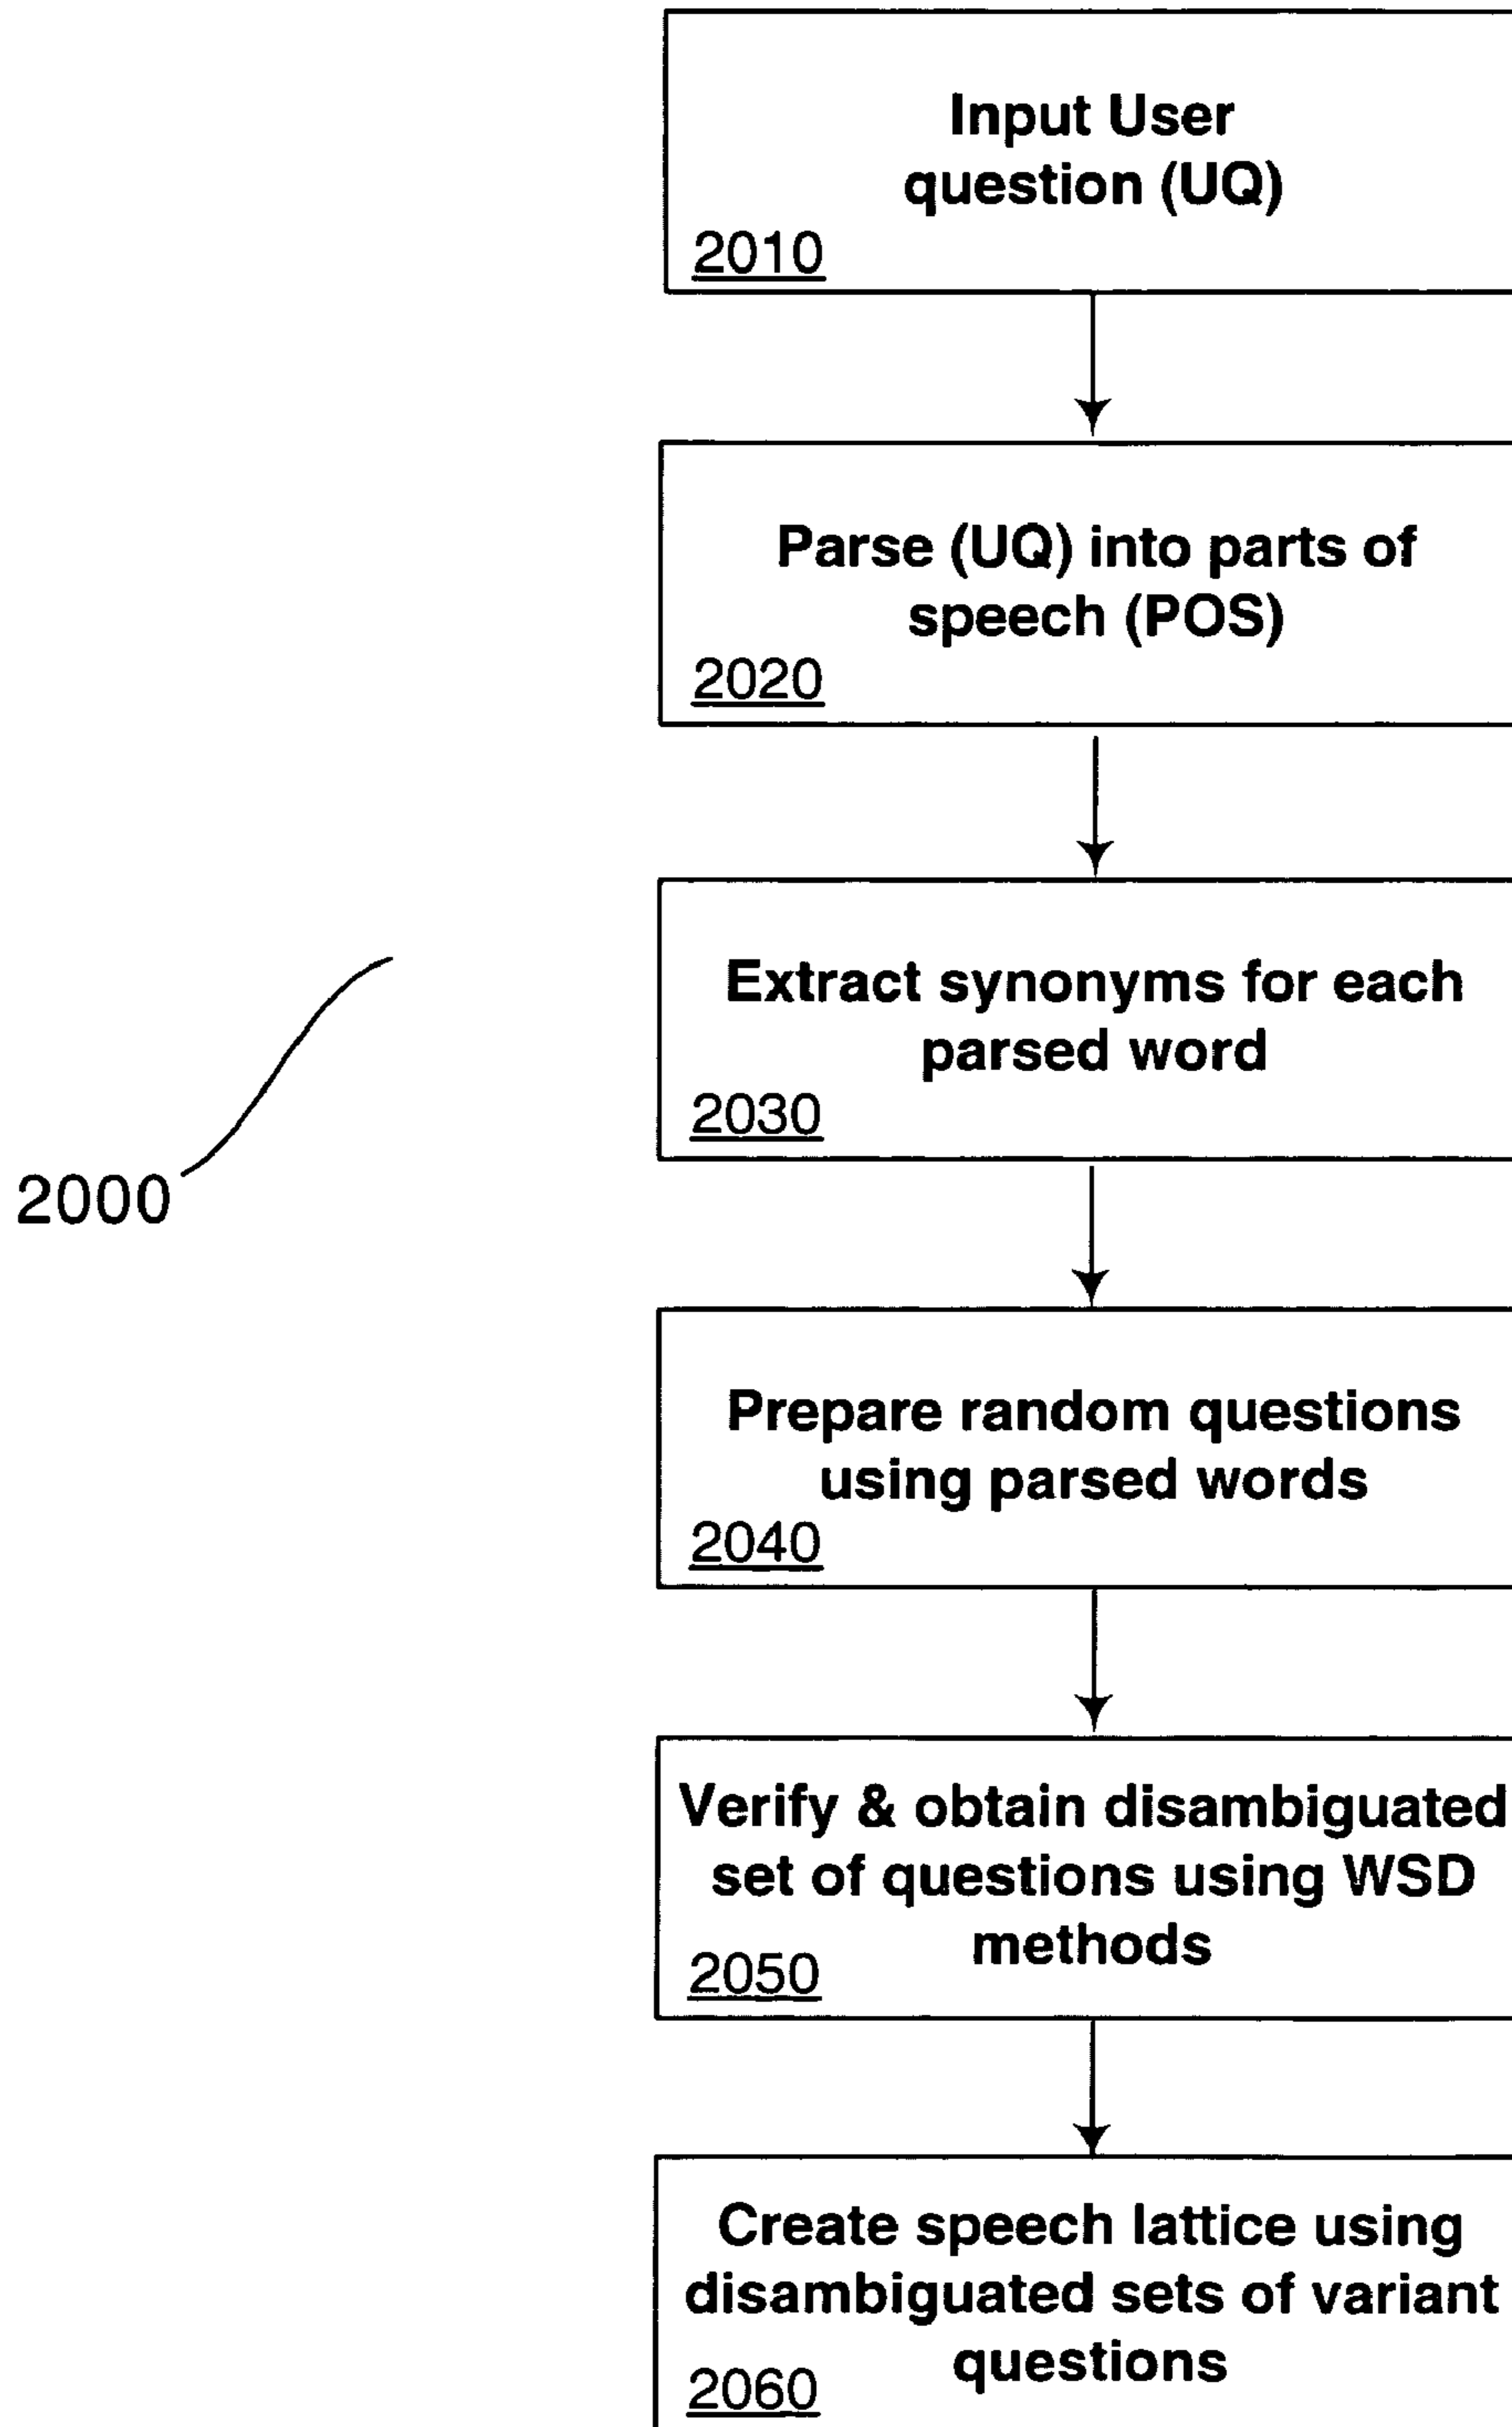 Input User
question (UQ)
2010
Parse (UQ) into parts of
speech (POS)
2020
Extract synonyms for each
parsed word
2030
2000
Prepare random questions
using parsed words
2040
Verify & obtain disambiguated
set of questions using WSD
methods
2050
Create speech lattice using
disambiguated sets of variant
questions
2060